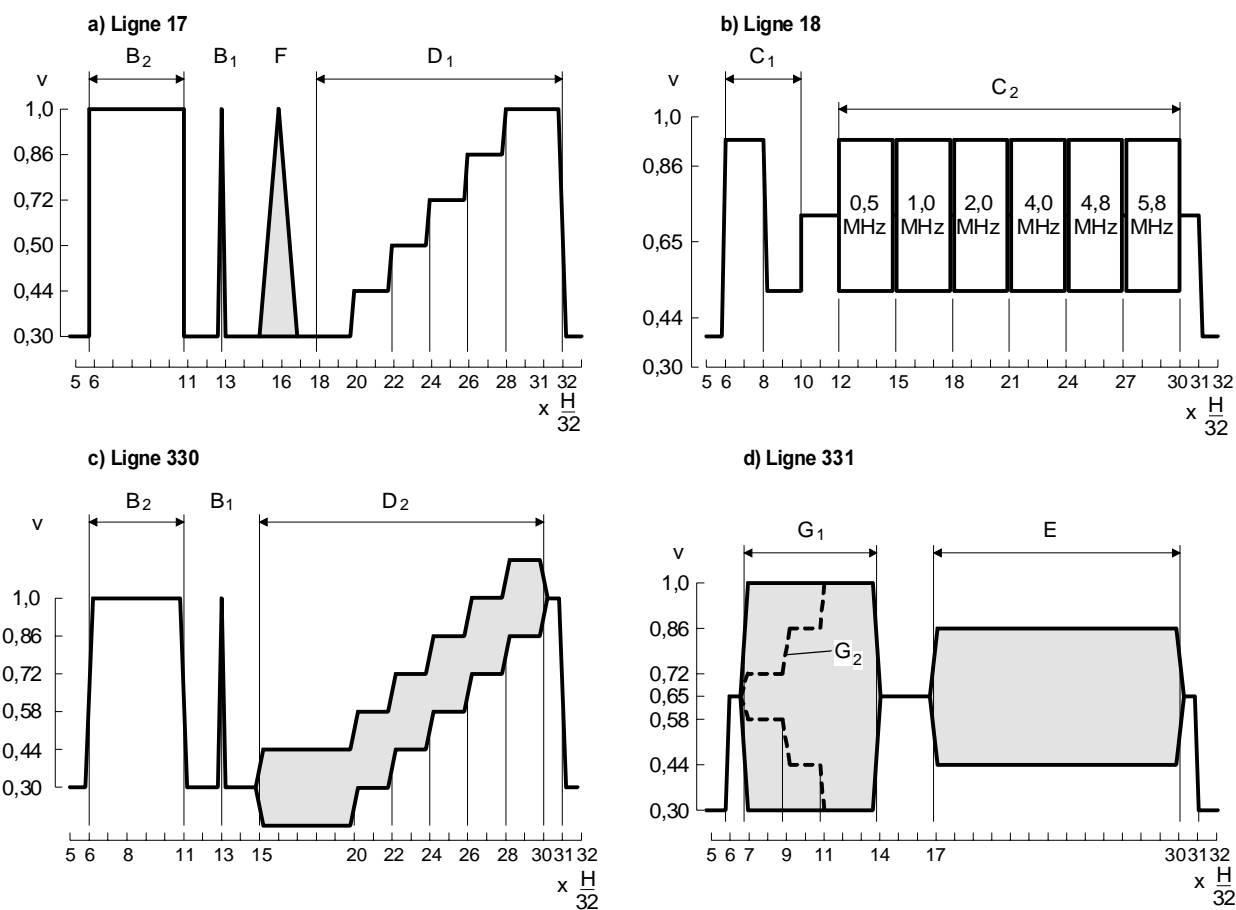 a) Ligne 17
B2 B1 F D1
v
1,0
0,86
0,72
0,50
0,44
0,30
5 6 11 13 16 18 20 22 24 26 28 31 32
x H/32
b) Ligne 18
C1
C2
v
1,0
0,86
0,65
0,44
0,30
0,5 MHz
1,0 MHz
2,0 MHz
4,0 MHz
4,8 MHz
5,8 MHz
5 6 8 10 12 15 18 21 24 27 30 31 32
x H/32
c) Ligne 330
B2 B1 D2
v
1,0
0,86
0,72
0,58
0,44
0,30
5 6 8 11 13 15 20 22 24 26 28 30 31 32
x H/32
d) Ligne 331
G1 E
v
1,0
0,86
0,72
0,65
0,58
0,44
0,30
G2
5 6 7 9 11 14 17 30 31 32
x H/32